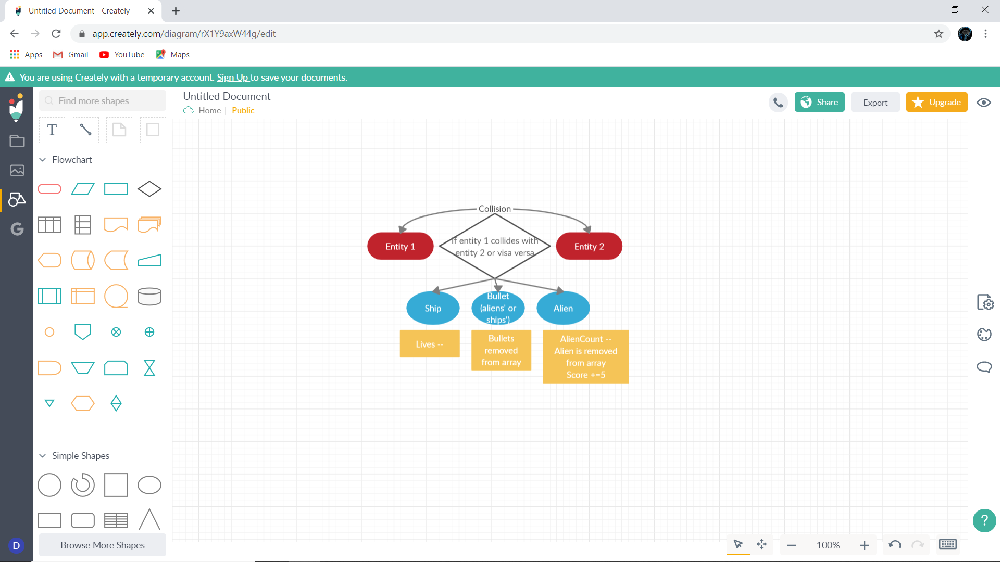 Untitled Document - Creately
app.creately.com/diagram/rX1Y9axW44g/edit
Apps Gmail YouTube Maps
You are using Creately with a temporary account. Sign Up to save your documents.
Find more shapes
Untitled Document
Home Public
Share Export Upgrade
T
Flowchart
Collision
Entity 1
If entity 1 collides with
entity 2 or visa versa
Entity 2
Ship
Bullet
(aliens' or
ships')
Alien
Lives --
Bullets
removed
from array
AlienCount --
Alien is removed
from array
Score +=5
Simple Shapes
Browse More Shapes
D
100%
?